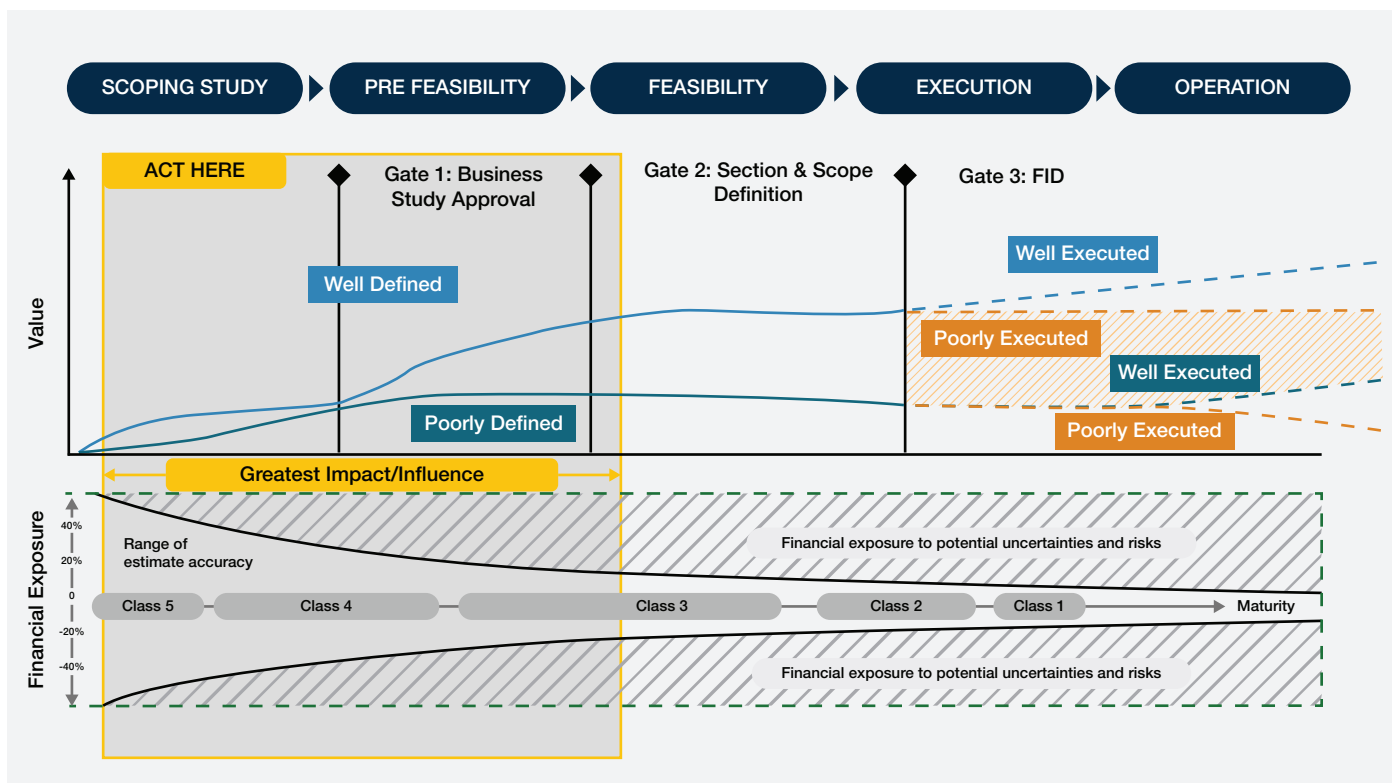 SCOPING STUDY
PRE FEASIBILITY
FEASIBILITY
EXECUTION
OPERATION
ACT HERE
Gate 1: Business
Study Approval
Gate 2: Section & Scope
Definition
Gate 3: FID
Value
Well Defined
Poorly Defined
Well Executed
Poorly Executed
Well Executed
Poorly Executed
Greatest Impact/Influence
Financial Exposure
40%
20%
0
-20%
-40%
Range of
estimate accuracy
Financial exposure to potential uncertainties and risks
Class 5
Class 4
Class 3
Class 2
Class 1
Maturity
Financial exposure to potential uncertainties and risks